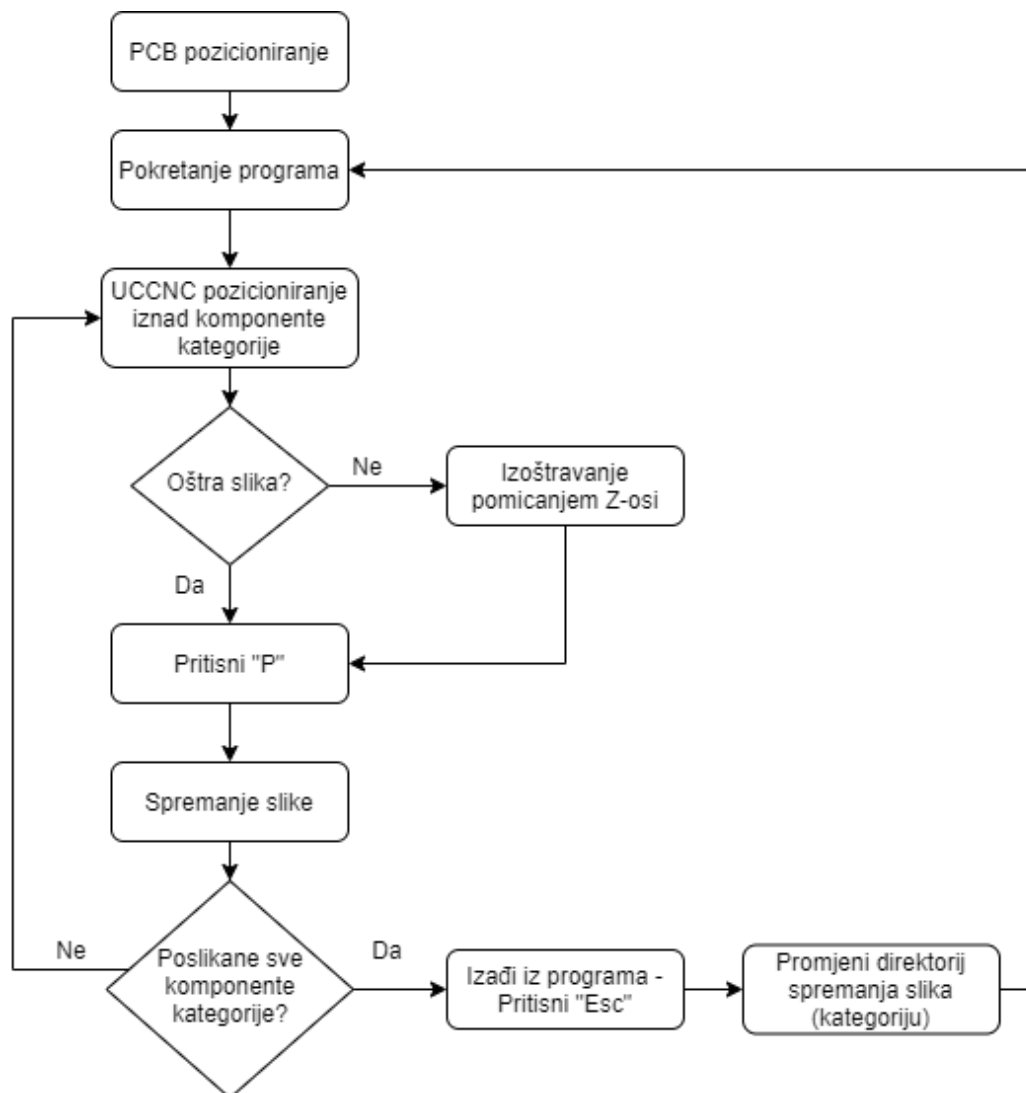 PCB pozicioniranje
Pokretanje programa
UCCNC pozicioniranje
iznad komponente
kategorije
Oštra slika?
Ne
Izoštravanje
pomicanjem Z-osi
Da
Pritisni "P"
Spremanje slike
Ne
Poslikane sve
komponente
kategorije?
Da
Izađi iz programa -
Pritisni "Esc"
Promjeni direktorij
spremanja slika
(kategoriju)